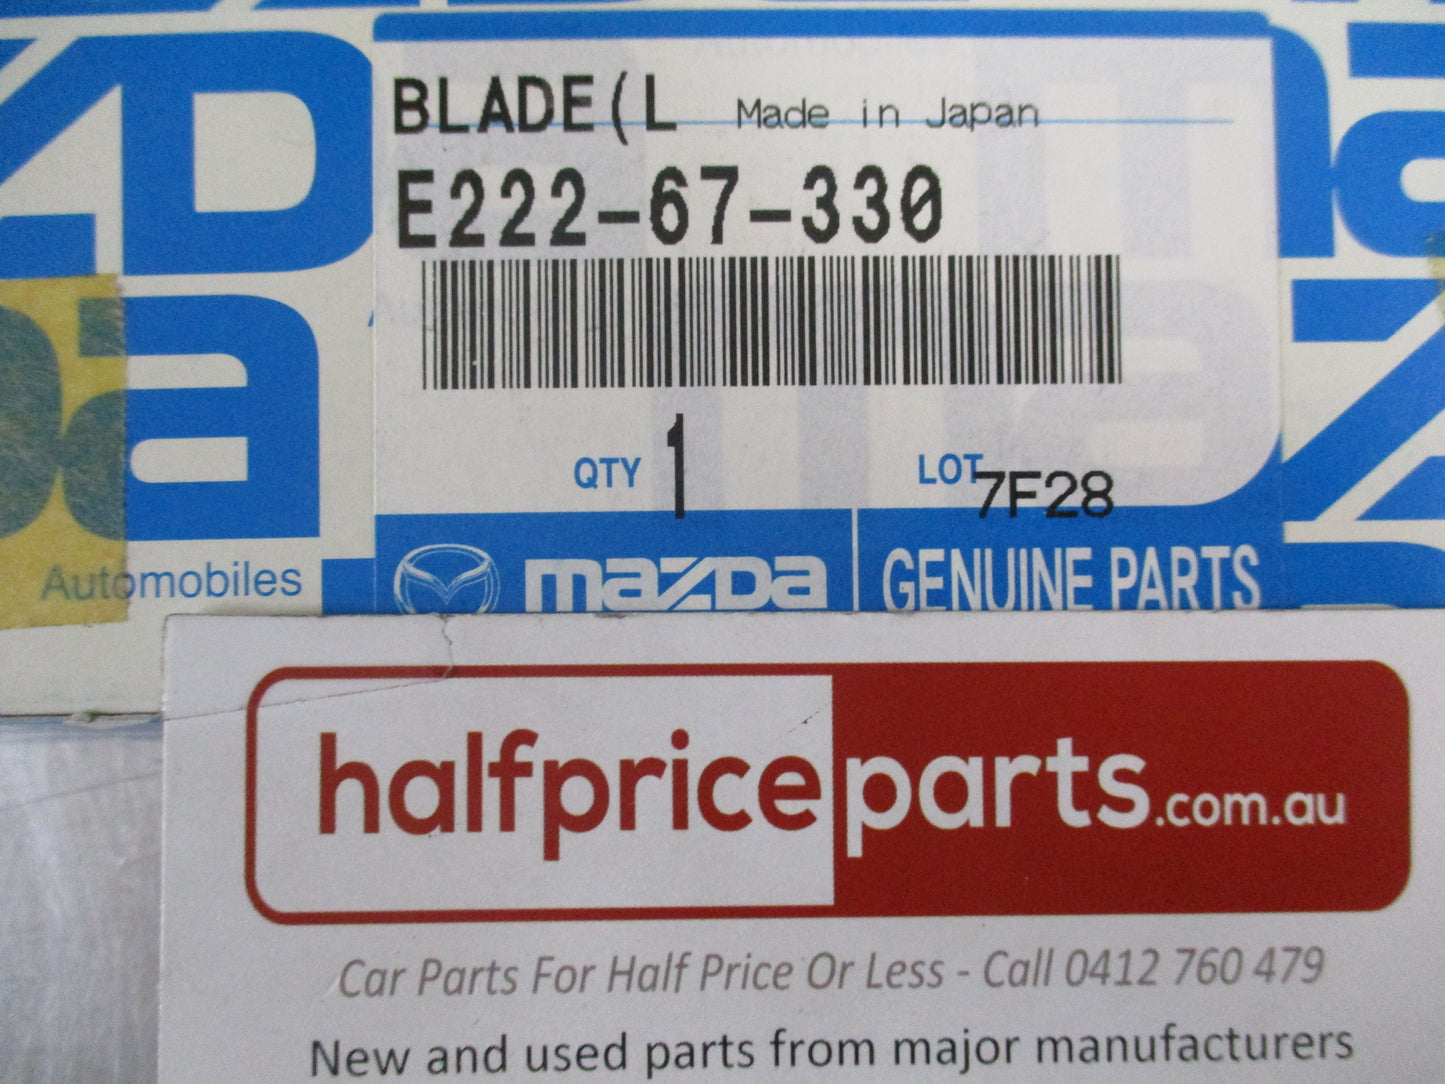 BLADE(L Made in Japan
E222-67-330
QTY 1 LOT 7F28
Automobiles
mazda GENUINE PARTS
halfpriceparts.com.au
Car Parts For Half Price Or Less - Call 0412 760 479
New and used parts from major manufacturers